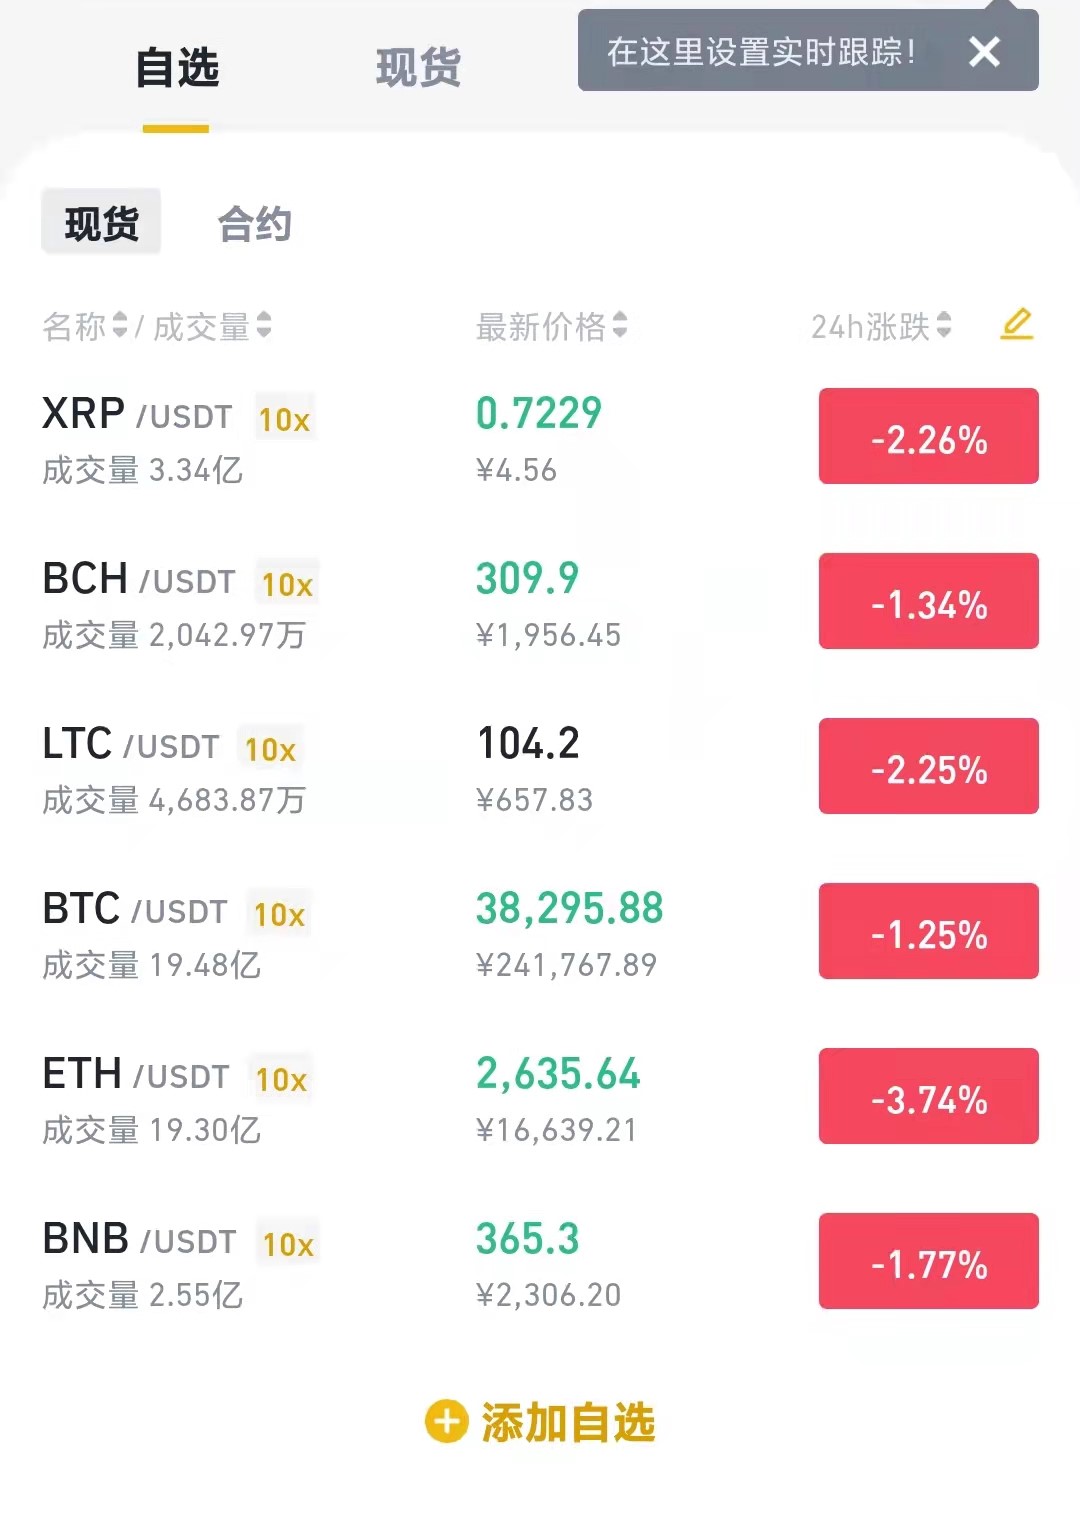 自选
现货
在这里设置实时跟踪!
现货
合约
名称 / 成交量
最新价格
24h涨跌
XRP /USDT 10x
0.7229
-2.26%
成交量 3.34亿
¥4.56
BCH /USDT 10x
309.9
-1.34%
成交量 2,042.97万
¥1,956.45
LTC /USDT 10x
104.2
-2.25%
成交量 4,683.87万
¥657.83
BTC /USDT 10x
38,295.88
-1.25%
成交量 19.48亿
¥241,767.89
ETH /USDT 10x
2,635.64
-3.74%
成交量 19.30亿
¥16,639.21
BNB /USDT 10x
365.3
-1.77%
成交量 2.55亿
¥2,306.20
添加自选